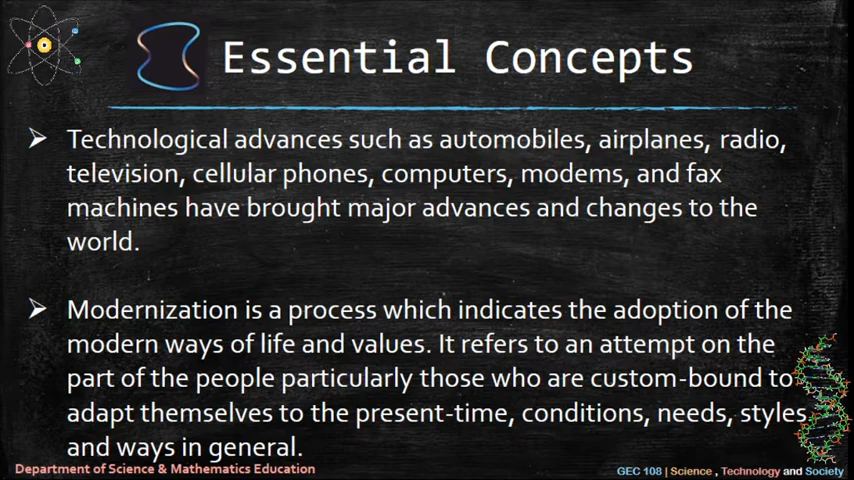 Essential Concepts
➢ Technological advances such as automobiles, airplanes, radio,
television, cellular phones, computers, modems, and fax
machines have brought major advances and changes to the
world.
➢ Modernization is a process which indicates the adoption of the
modern ways of life and values. It refers to an attempt on the
part of the people particularly those who are custom-bound to
adapt themselves to the present-time, conditions, needs, styles
and ways in general.
Department of Science & Mathematics Education
GEC 108 | Science , Technology and Society